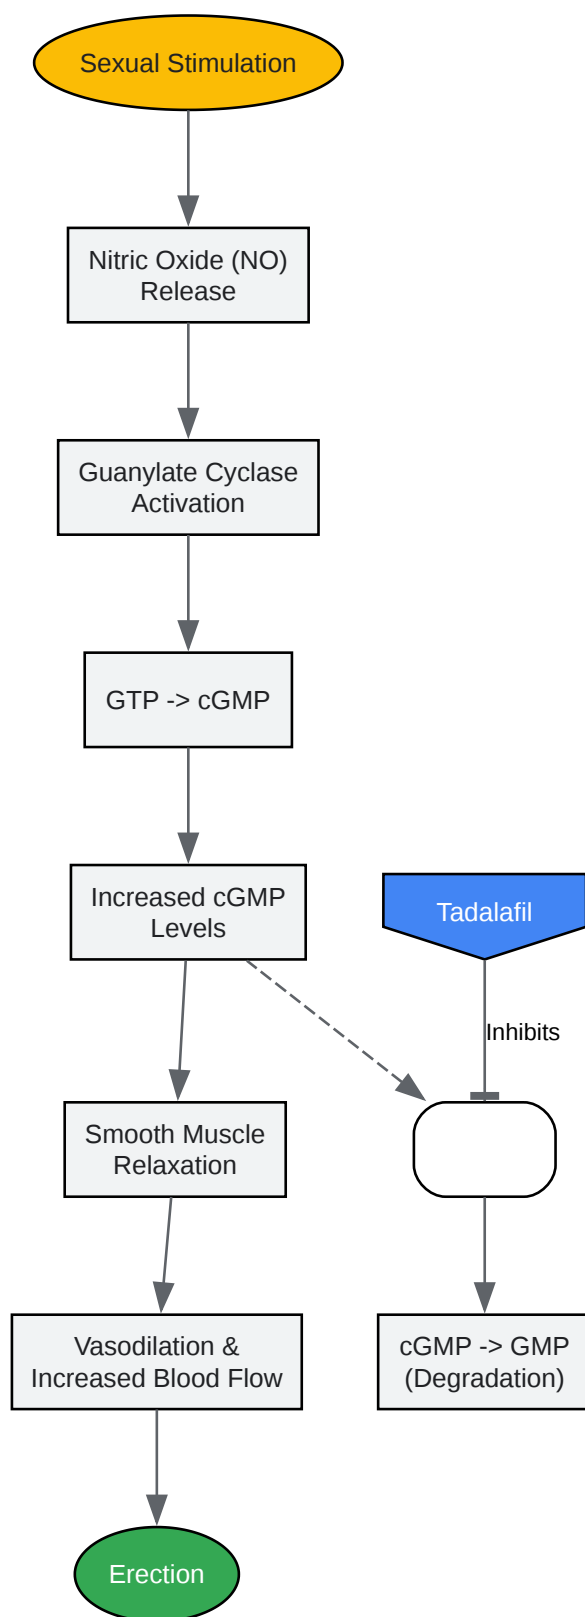 Sexual Stimulation
Nitric Oxide (NO)
Release
Guanylate Cyclase
Activation
GTP -> cGMP
Increased cGMP
Levels
Tadalafil
Inhibits
Smooth Muscle
Relaxation
Vasodilation &
Increased Blood Flow
cGMP -> GMP
(Degradation)
Erection